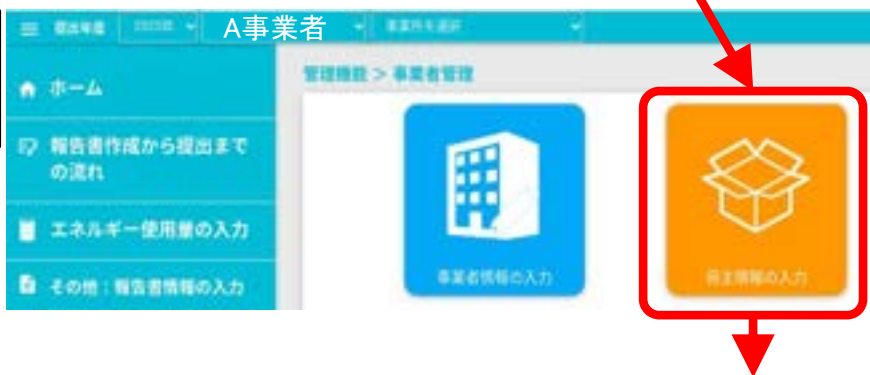 提出年度
A事業者
事業所を選択
管理機能 > 事業者管理
ホーム
報告書作成から提出まで
の流れ
エネルギー使用量の入力
その他：報告書情報の入力
事業者情報の入力
荷主情報の入力